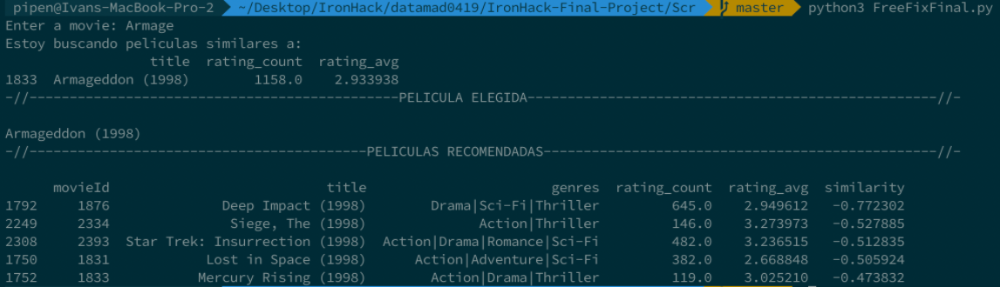 pipen@Ivans-MacBook-Pro-2 ~/Desktop/IronHack/datamad0419/IronHack-Final-Project/Scr master python3 FreeFixFinal.py
Enter a movie: Armage
Estoy buscando peliculas similares a:
title rating_count rating_avg
1833 Armageddon (1998) 1158.0 2.933938
-//----------------------------------------------PELICULA ELEGIDA---------------------------------------------------//-
Armageddon (1998)
-//------------------------------------------PELICULAS RECOMENDADAS-------------------------------------------------//-
movieId title genres rating_count rating_avg similarity
1792 1876 Deep Impact (1998) Drama|Sci-Fi|Thriller 645.0 2.949612 -0.772302
2249 2334 Siege, The (1998) Action|Thriller 146.0 3.273973 -0.527885
2308 2393 Star Trek: Insurrection (1998) Action|Drama|Romance|Sci-Fi 482.0 3.236515 -0.512835
1750 1831 Lost in Space (1998) Action|Adventure|Sci-Fi 382.0 2.668848 -0.505924
1752 1833 Mercury Rising (1998) Action|Drama|Thriller 119.0 3.025210 -0.473832